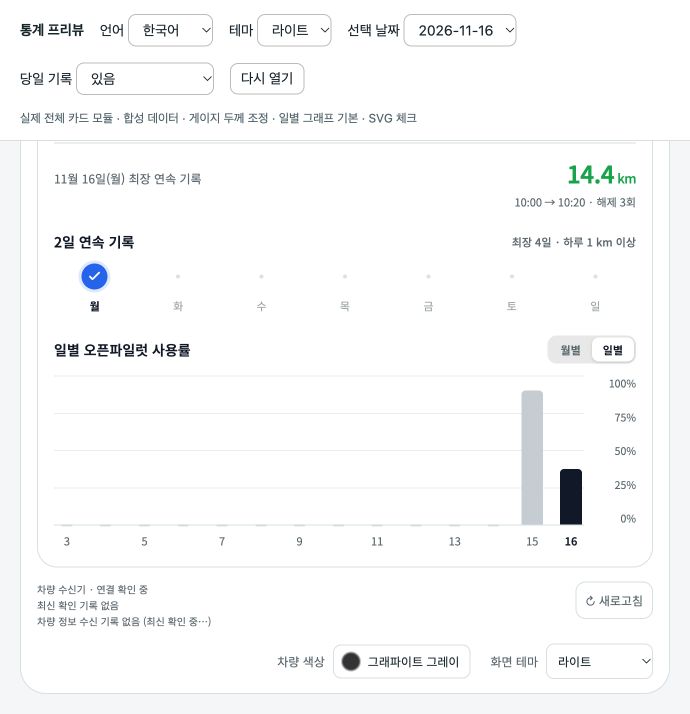 통계 프리뷰 언어 한국어 테마 라이트 선택 날짜 2026-11-16
당일 기록 있음 다시 열기
실제 전체 카드 모듈 · 합성 데이터 · 게이지 두께 조정 · 일별 그래프 기본 · SVG 체크
11월 16일(월) 최장 연속 기록 14.4 km
10:00 → 10:20 · 해제 3회
2일 연속 기록 최장 4일 · 하루 1 km 이상
월 화 수 목 금 토 일
일별 오픈파일럿 사용률 월별 일별
100%
75%
50%
25%
0%
3 5 7 9 11 13 15 16
차량 수신기 · 연결 확인 중
최신 확인 기록 없음
차량 정보 수신 기록 없음 (최신 확인 중…)
새로고침
차량 색상 그래파이트 그레이 화면 테마 라이트